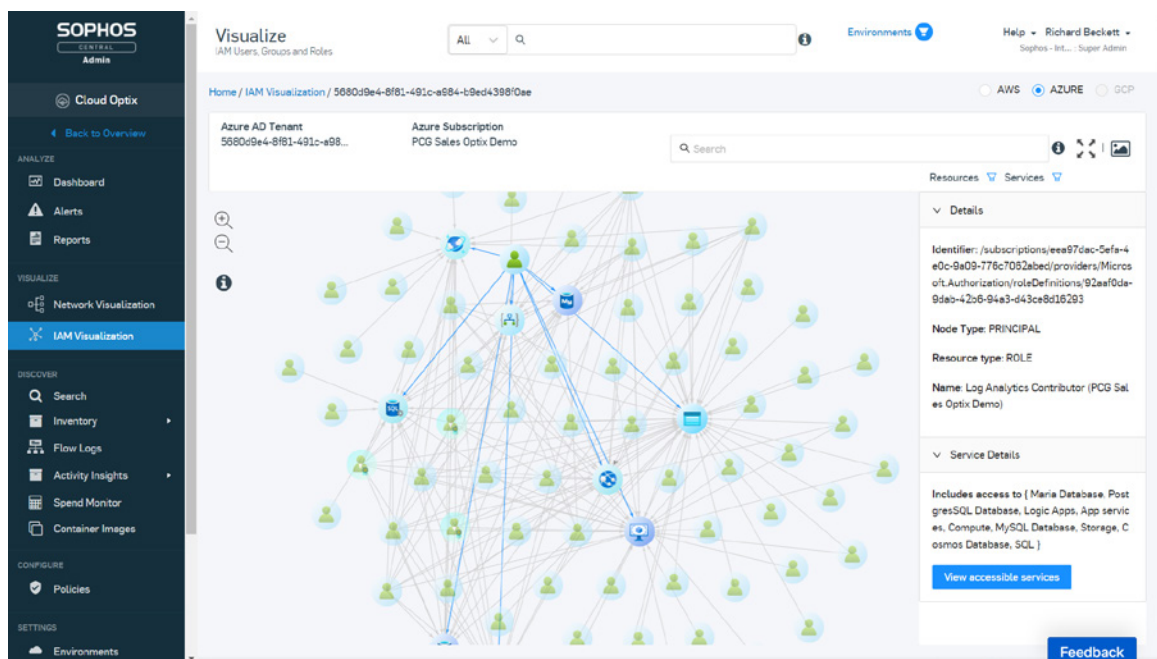 SOPHOS
CENTRAL
Admin
Cloud Optix
Back to Overview
ANALYZE
Dashboard
Alerts
Reports
VISUALIZE
Network Visualization
IAM Visualization
DISCOVER
Search
Inventory
Flow Logs
Activity Insights
Spend Monitor
Container Images
CONFIGURE
Policies
SETTINGS
Environments
Visualize
IAM Users, Groups and Roles
All
Environments
Help
Richard Beckett
Sophos - Int... : Super Admin
Home / IAM Visualization / 5680d9e4-8f81-491c-a984-b9ed4398f0ae
AWS
AZURE
GCP
Azure AD Tenant
5680d9e4-8f81-491c-a98...
Azure Subscription
PCG Sales Optix Demo
Search
Resources
Services
SQL
My
Details
Identifier: /subscriptions/eea97dac-5efa-4
e0c-9a09-776c7062abed/providers/Micros
oft.Authorization/roleDefinitions/92aaf0da-
9dab-42b6-94a3-d43ce8d16293
Node Type: PRINCIPAL
Resource type: ROLE
Name: Log Analytics Contributor (PCG Sal
es Optix Demo)
Service Details
Includes access to { Maria Database, Post
gresSQL Database, Logic Apps, App servic
es, Compute, MySQL Database, Storage, C
osmos Database, SQL }
View accessible services
Feedback